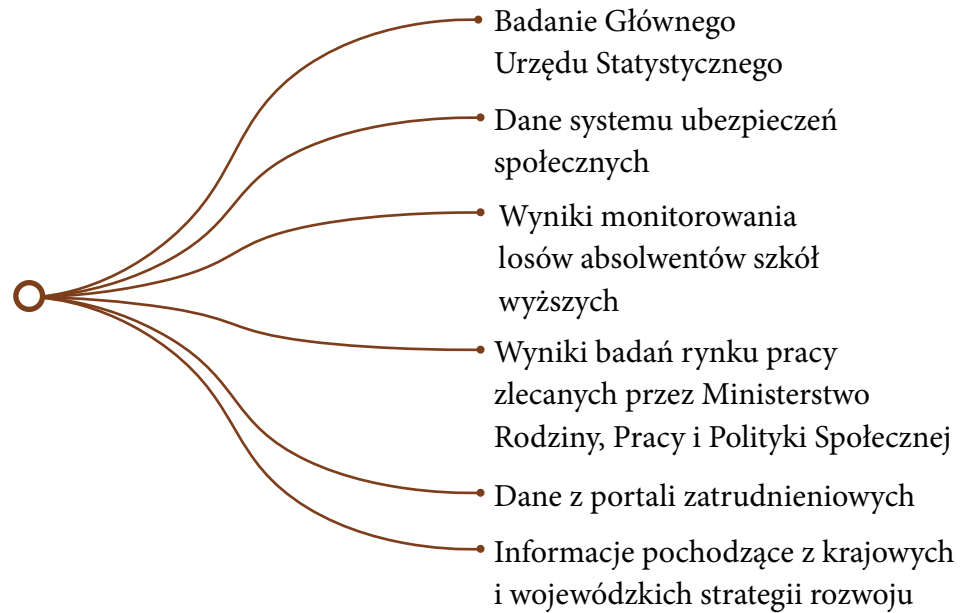 Badanie Głównego
Urzędu Statystycznego
Dane systemu ubezpieczeń
społecznych
Wyniki monitorowania
losów absolwentów szkół
wyższych
Wyniki badań rynku pracy
zlecanych przez Ministerstwo
Rodziny, Pracy i Polityki Społecznej
Dane z portali zatrudnieniowych
Informacje pochodzące z krajowych
i wojewódzkich strategii rozwoju